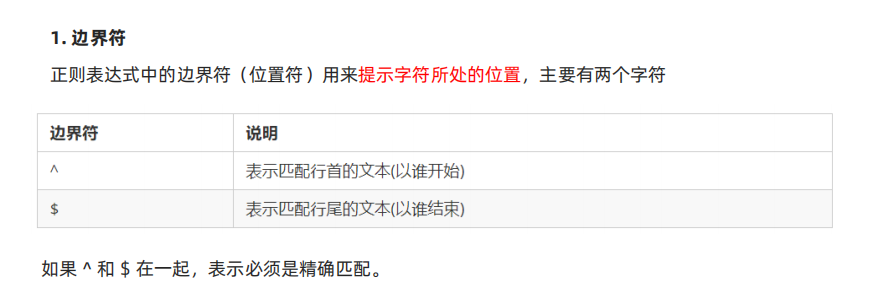 1. 边界符
正则表达式中的边界符（位置符）用来提示字符所处的位置，主要有两个字符
边界符 说明
^ 表示匹配行首的文本(以谁开始)
$ 表示匹配行尾的文本(以谁结束)
如果 ^ 和 $ 在一起，表示必须是精确匹配。